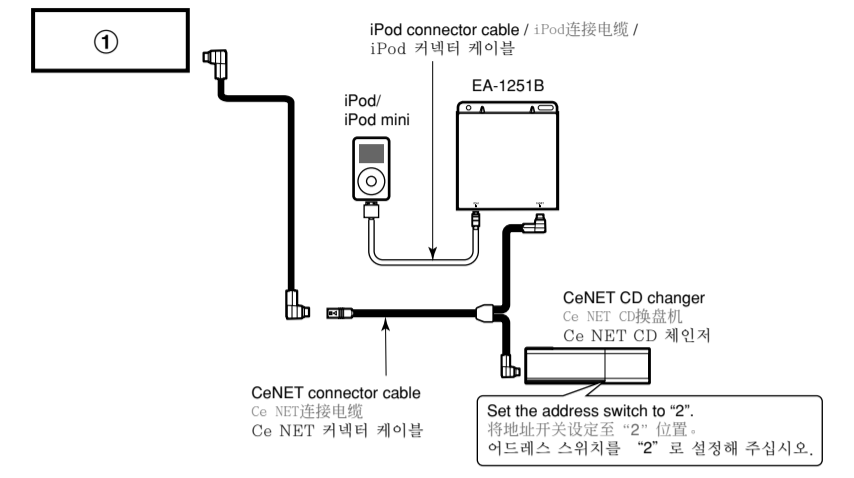 ①
iPod connector cable / iPod连接电缆 /
iPod 커넥터 케이블
EA-1251B
iPod/
iPod mini
CeNET CD changer
Ce NET CD换盘机
Ce NET CD 체인저
CeNET connector cable
Ce NET连接电缆
Ce NET 커넥터 케이블
Set the address switch to “2”.
将地址开关设定至“2”位置。
어드레스 스위치를 “2”로 설정해 주십시오.